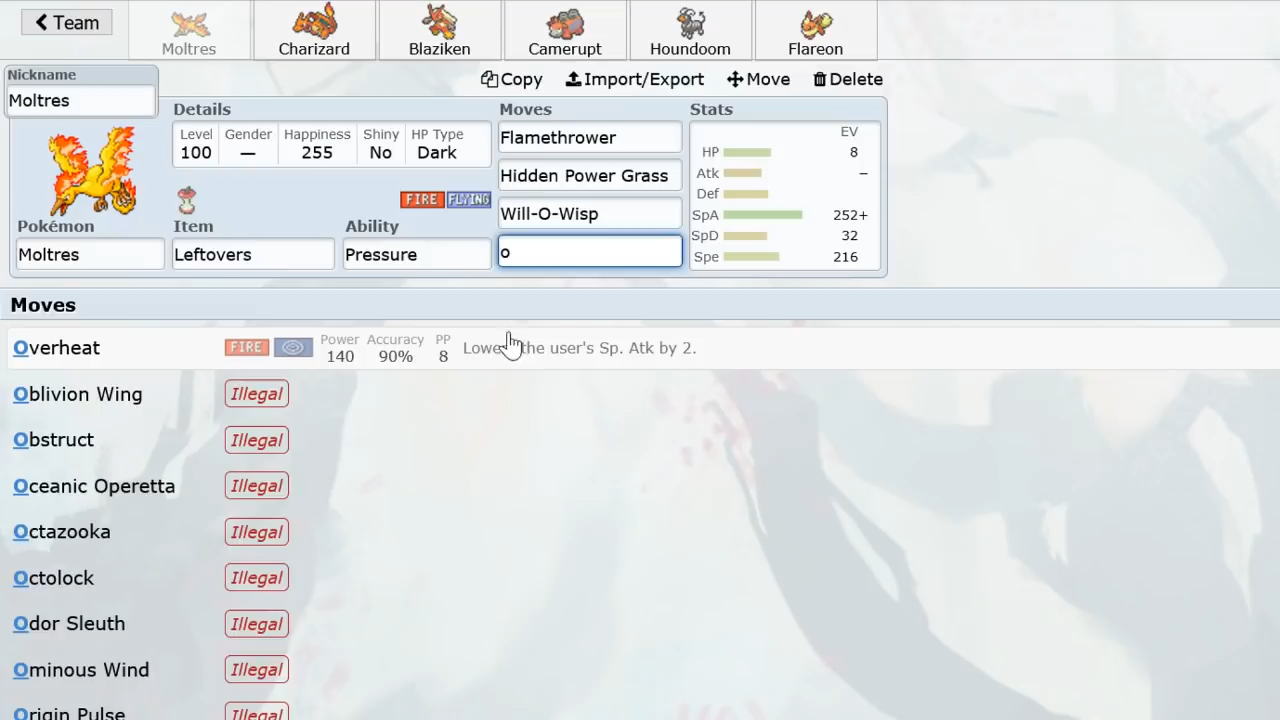 Team
Moltres
Charizard
Blaziken
Camerupt
Houndoom
Flareon
Nickname
Moltres
Copy
Import/Export
Move
Delete
Details
Level Gender Happiness Shiny HP Type
100 — 255 No Dark
FIRE FLYING
Pokémon
Moltres
Item
Leftovers
Ability
Pressure
Moves
Flamethrower
Hidden Power Grass
Will-O-Wisp
o
Stats
EV
HP 8
Atk –
Def
SpA 252+
SpD 32
Spe 216
Moves
Overheat FIRE Power 140 Accuracy 90% PP 8 the user's Sp. Atk by 2.
Oblivion Wing Illegal
Obstruct Illegal
Oceanic Operetta Illegal
Octazooka Illegal
Octolock Illegal
Odor Sleuth Illegal
Ominous Wind Illegal
Origin Pulse Illegal